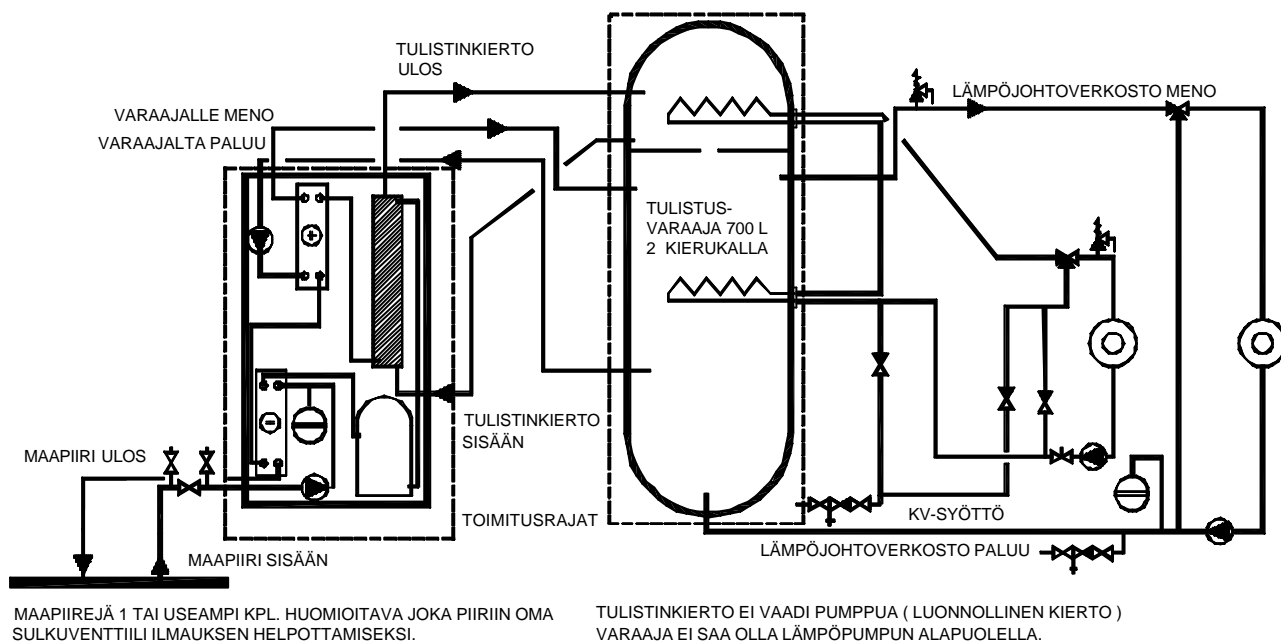 TULISTINKIERTO
ULOS
LÄMPÖJOHTOVERKOSTO MENO
VARAAJALLE MENO
VARAAJALTA PALUU
TULISTUS-
VARAAJA 700 L
2 KIERUKALLA
TULISTINKIERTO
SISÄÄN
MAAPIIRI ULOS
TOIMITUSRAJAT
KV-SYÖTTÖ
LÄMPÖJOHTOVERKOSTO PALUU
MAAPIIRI SISÄÄN
MAAPIIREJÄ 1 TAI USEAMPI KPL. HUOMIOITAVA JOKA PIIRIIN OMA
SULKUVENTTIILI ILMAUKSEN HELPOTTAMISEKSI.
TULISTINKIERTO EI VAADI PUMPPUA ( LUONNOLLINEN KIERTO )
VARAAJA EI SAA OLLA LÄMPÖPUMPUN ALAPUOLELLA.